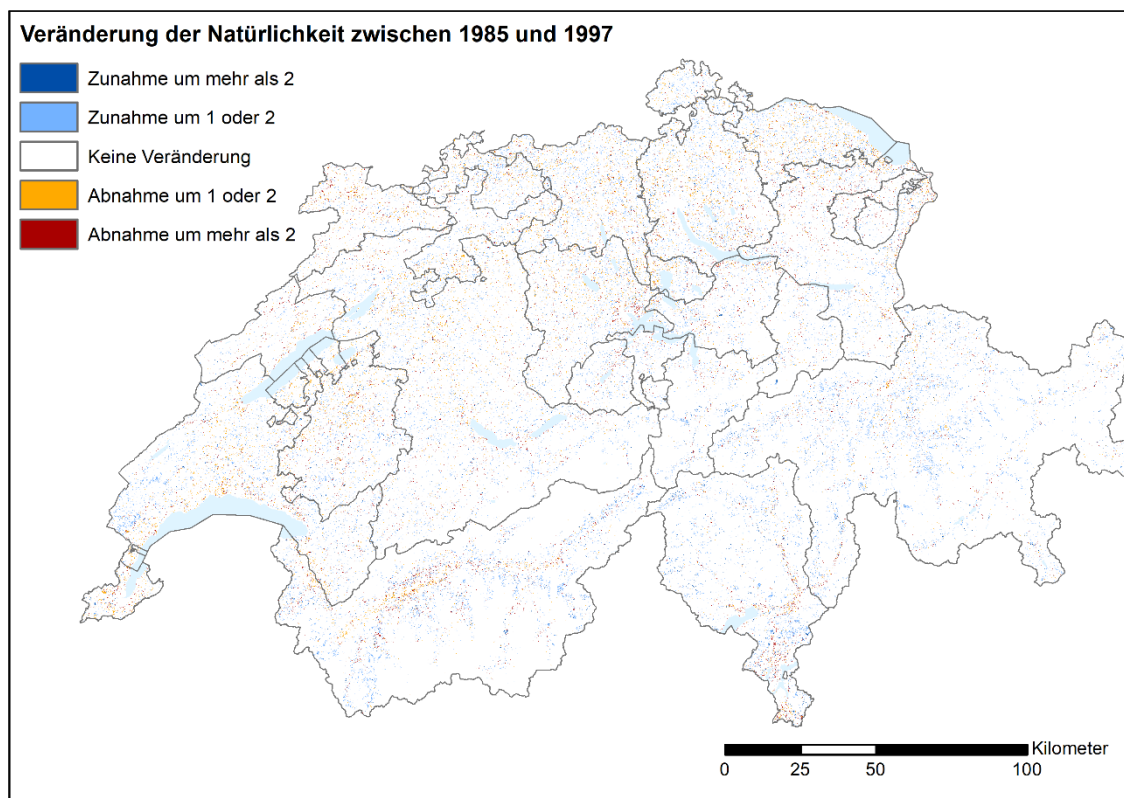 Veränderung der Natürlichkeit zwischen 1985 und 1997
Zunahme um mehr als 2
Zunahme um 1 oder 2
Keine Veränderung
Abnahme um 1 oder 2
Abnahme um mehr als 2
Kilometer
0 25 50 100